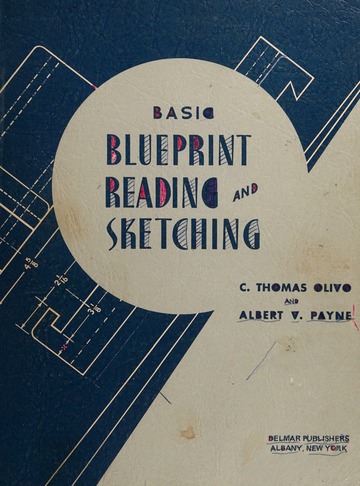 BASIC
BLUEPRINT
READING AND
SKETCHING
C. THOMAS OLIVO
AND
ALBERT V. PAYNE
DELMAR PUBLISHERS
ALBANY, NEW YORK